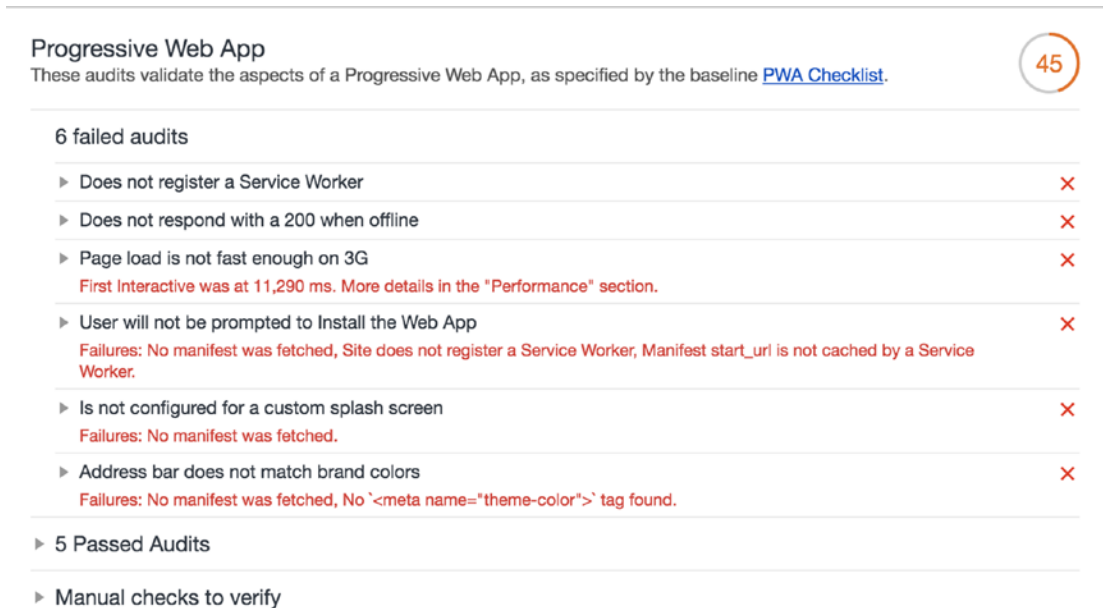 Progressive Web App
These audits validate the aspects of a Progressive Web App, as specified by the baseline PWA Checklist.
45
6 failed audits
Does not register a Service Worker
Does not respond with a 200 when offline
Page load is not fast enough on 3G
First Interactive was at 11,290 ms. More details in the "Performance" section.
User will not be prompted to Install the Web App
Failures: No manifest was fetched, Site does not register a Service Worker, Manifest start_url is not cached by a Service
Worker.
Is not configured for a custom splash screen
Failures: No manifest was fetched.
Address bar does not match brand colors
Failures: No manifest was fetched, No `<meta name="theme-color">` tag found.
5 Passed Audits
Manual checks to verify